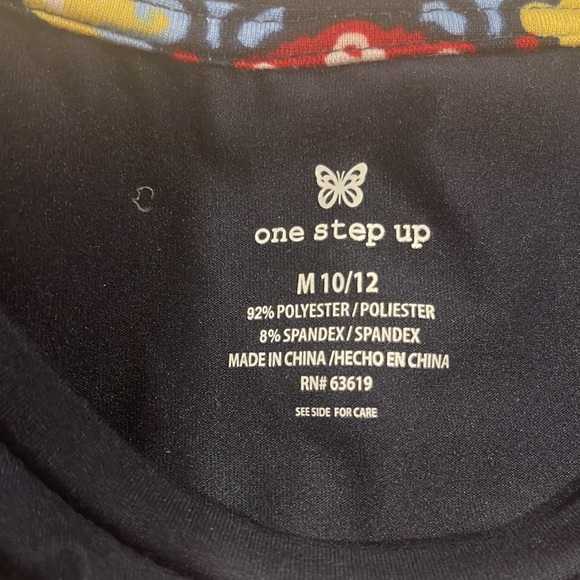 one step up
M 10/12
92% POLYESTER / POLIESTER
8% SPANDEX / SPANDEX
MADE IN CHINA /HECHO EN CHINA
RN# 63619
SEE SIDE FOR CARE